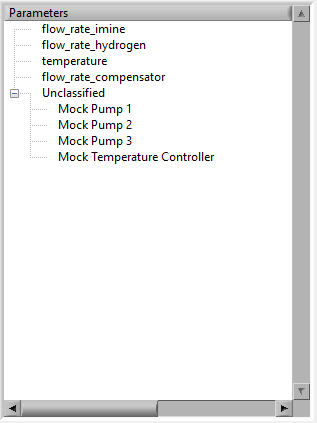 Parameters
flow_rate_imine
flow_rate_hydrogen
temperature
flow_rate_compensator
Unclassified
Mock Pump 1
Mock Pump 2
Mock Pump 3
Mock Temperature Controller